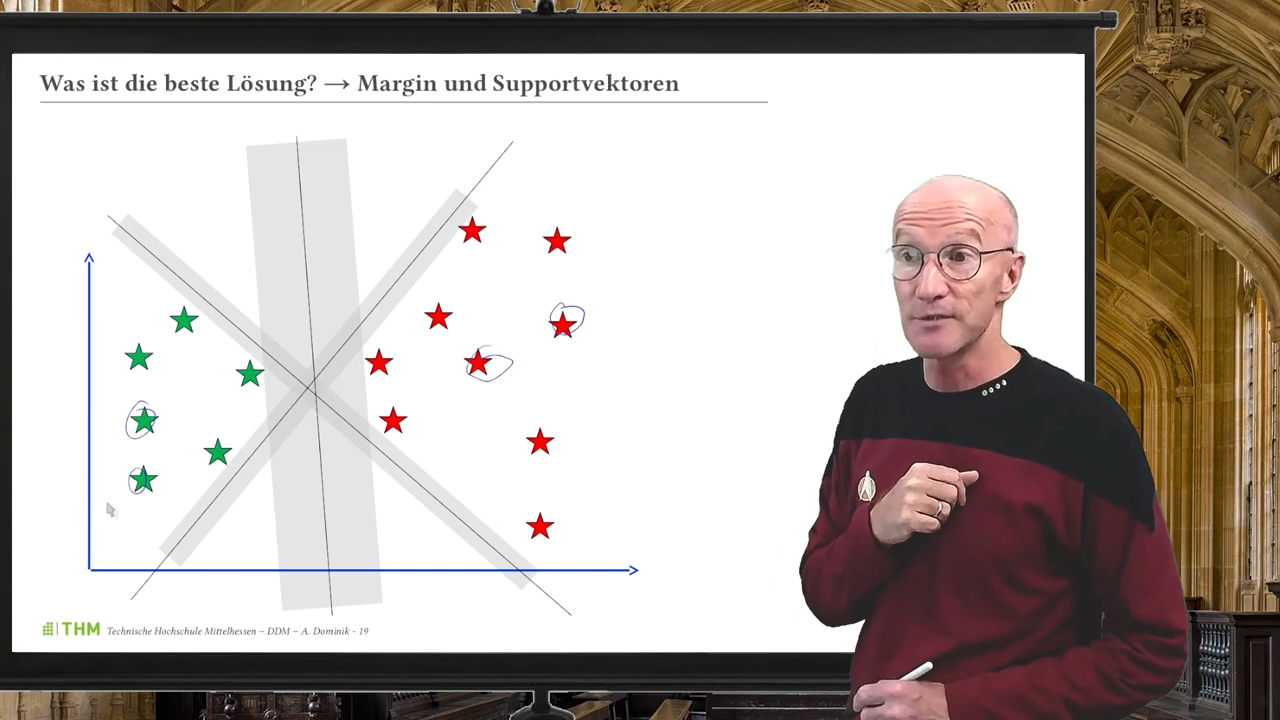 Was ist die beste Lösung? → Margin und Supportvektoren
THM Technische Hochschule Mittelhessen – DDM – A. Dominik - 19